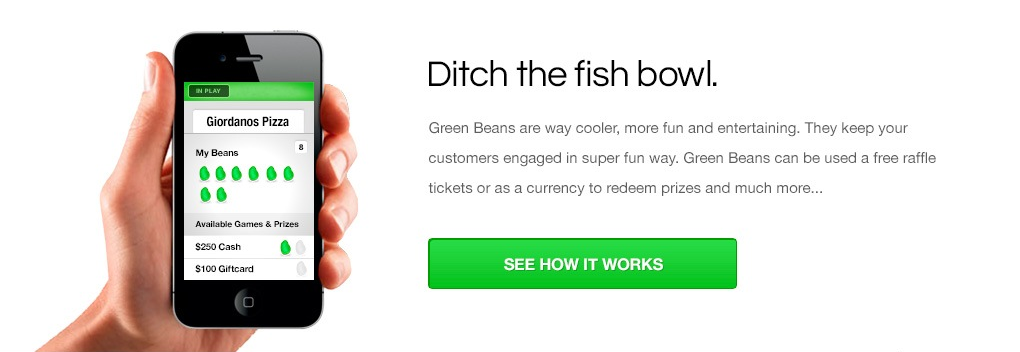 IN PLAY
Giordanos Pizza
My Beans
8
Available Games & Prizes
$250 Cash
$100 Giftcard
Ditch the fish bowl.
Green Beans are way cooler, more fun and entertaining. They keep your
customers engaged in super fun way. Green Beans can be used a free raffle
tickets or as a currency to redeem prizes and much more...
SEE HOW IT WORKS